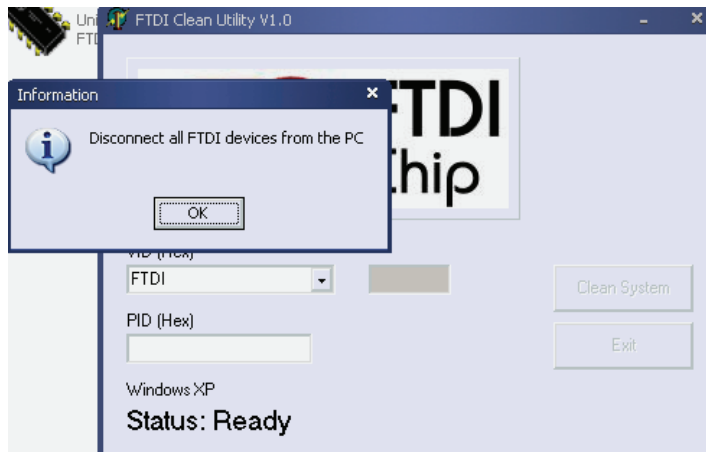 FTDI Clean Utility V1.0
Information
Disconnect all FTDI devices from the PC
OK
FTDI
Chip
VID (Hex)
FTDI
Clean System
PID (Hex)
Exit
Windows XP
Status: Ready